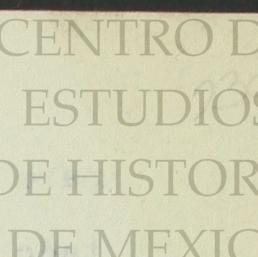 CENTRO D
ESTUDIOS
DE HISTOR
DE MEXIC